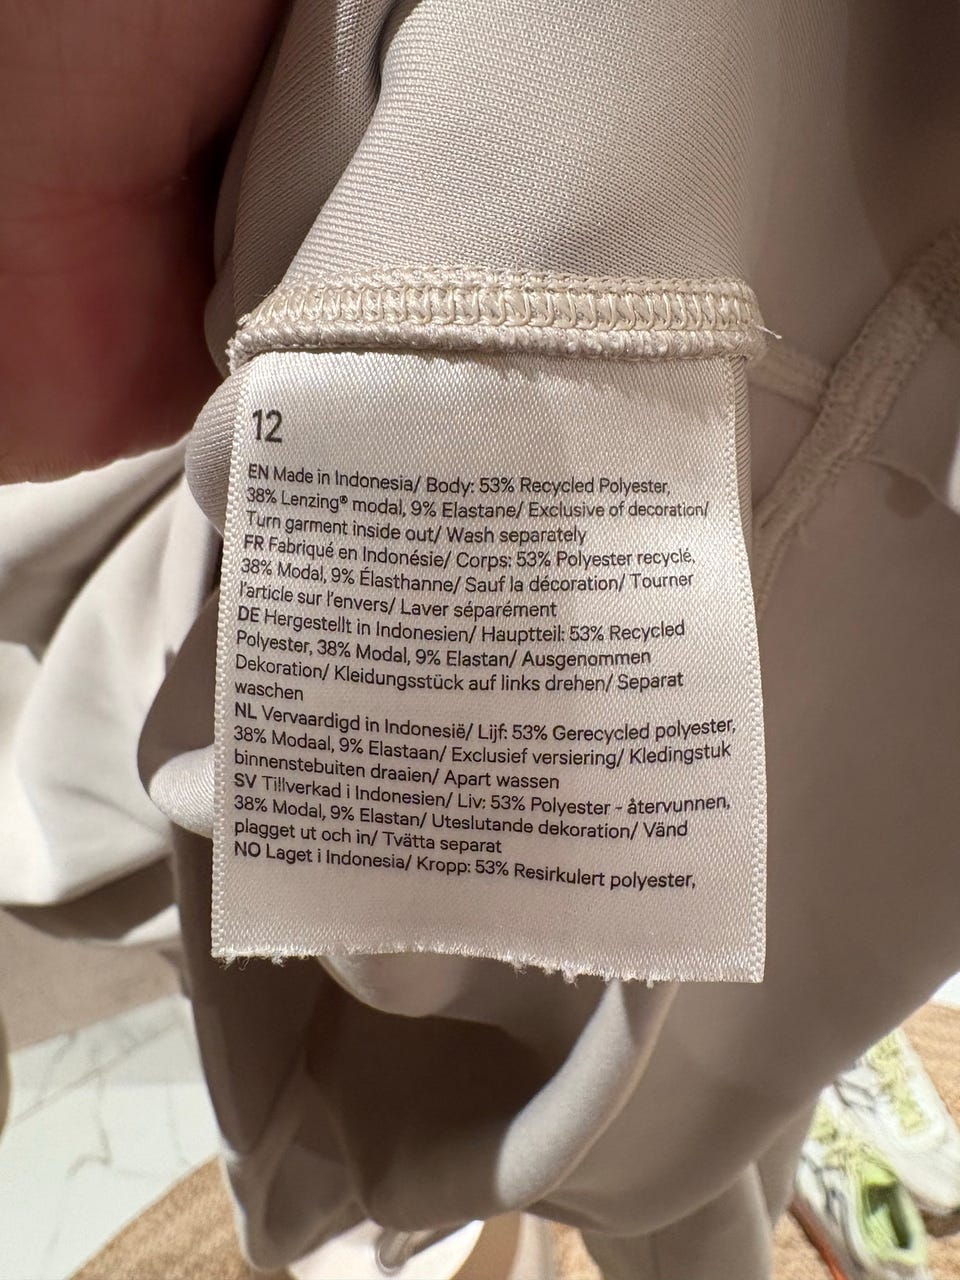 12
EN Made in Indonesia/ Body: 53% Recycled Polyester,
38% Lenzing® modal, 9% Elastane/ Exclusive of decoration/
Turn garment inside out/ Wash separately
FR Fabriqué en Indonésie/ Corps: 53% Polyester recyclé,
38% Modal, 9% Élasthanne/ Sauf la décoration/ Tourner
l'article sur l'envers/ Laver séparément
DE Hergestellt in Indonesien/ Hauptteil: 53% Recycled
Polyester, 38% Modal, 9% Elastan/ Ausgenommen
Dekoration/ Kleidungsstück auf links drehen/ Separat
waschen
NL Vervaardigd in Indonesië/ Lijf: 53% Gerecycled polyester,
38% Modaal, 9% Elastaan/ Exclusief versiering/ Kledingstuk
binnenstebuiten draaien/ Apart wassen
SV Tillverkad i Indonesien/ Liv: 53% Polyester - återvunnen,
38% Modal, 9% Elastan/ Uteslutande dekoration/ Vänd
plagget ut och in/ Tvätta separat
NO Laget i Indonesia/ Kropp: 53% Resirkulert polyester,